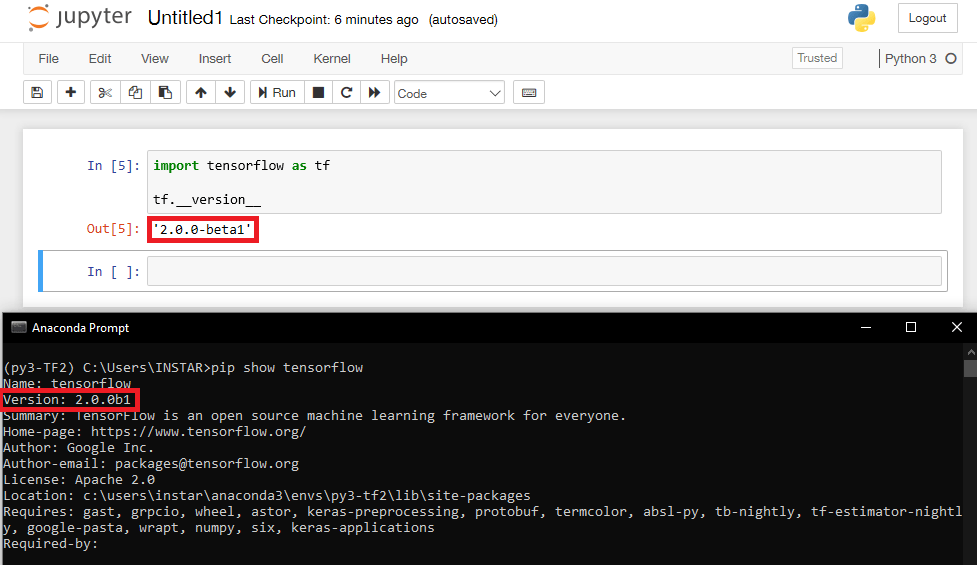 jupyter Untitled1 Last Checkpoint: 6 minutes ago (autosaved) Logout
File Edit View Insert Cell Kernel Help Trusted Python 3
Run Code
In [5]: import tensorflow as tf
tf.__version__
Out[5]: '2.0.0-beta1'
In [ ]:
Anaconda Prompt
(py3-TF2) C:\Users\INSTAR>pip show tensorflow
Name: tensorflow
Version: 2.0.0b1
Summary: TensorFlow is an open source machine learning framework for everyone.
Home-page: https://www.tensorflow.org/
Author: Google Inc.
Author-email: packages@tensorflow.org
License: Apache 2.0
Location: c:\users\instar\anaconda3\envs\py3-tf2\lib\site-packages
Requires: gast, grpcio, wheel, astor, keras-preprocessing, protobuf, termcolor, absl-py, tb-nightly, tf-estimator-nightl
y, google-pasta, wrapt, numpy, six, keras-applications
Required-by: